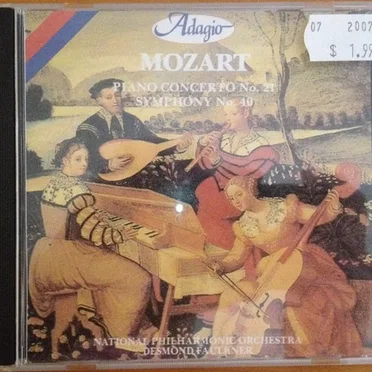 Adagio
07 2007
$ 1.99
MOZART
PIANO CONCERTO No. 21
SYMPHONY No. 40
NATIONAL PHILHARMONIC ORCHESTRA
DESMOND FAULKNER